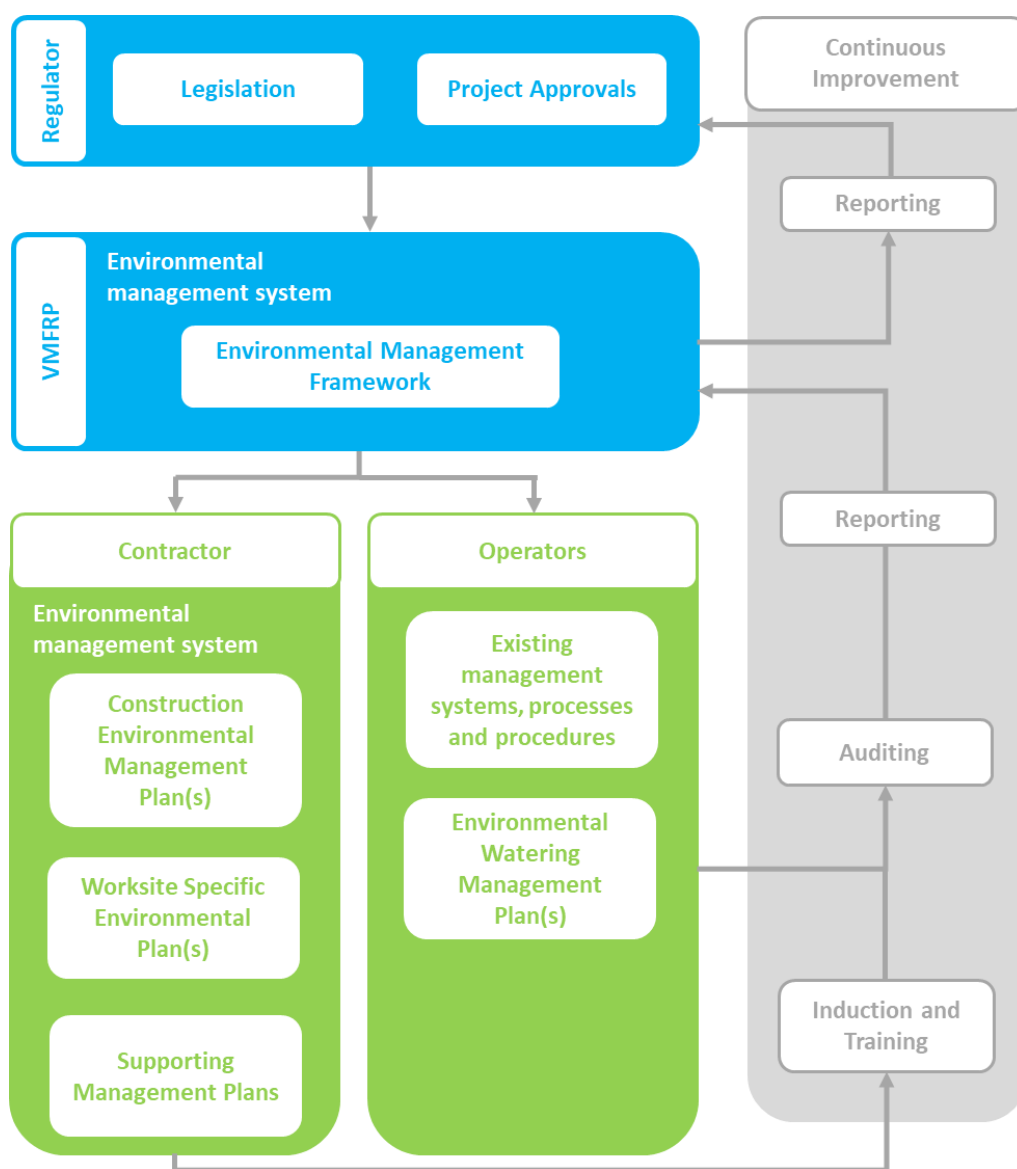 Regulator
Legislation
Project Approvals
Continuous
Improvement
Reporting
VMFRP
Environmental
management system
Environmental Management
Framework
Reporting
Contractor
Environmental
management system
Construction
Environmental
Management
Plan(s)
Worksite Specific
Environmental
Plan(s)
Supporting
Management Plans
Operators
Existing
management
systems, processes
and procedures
Environmental
Watering
Management
Plan(s)
Auditing
Induction and
Training